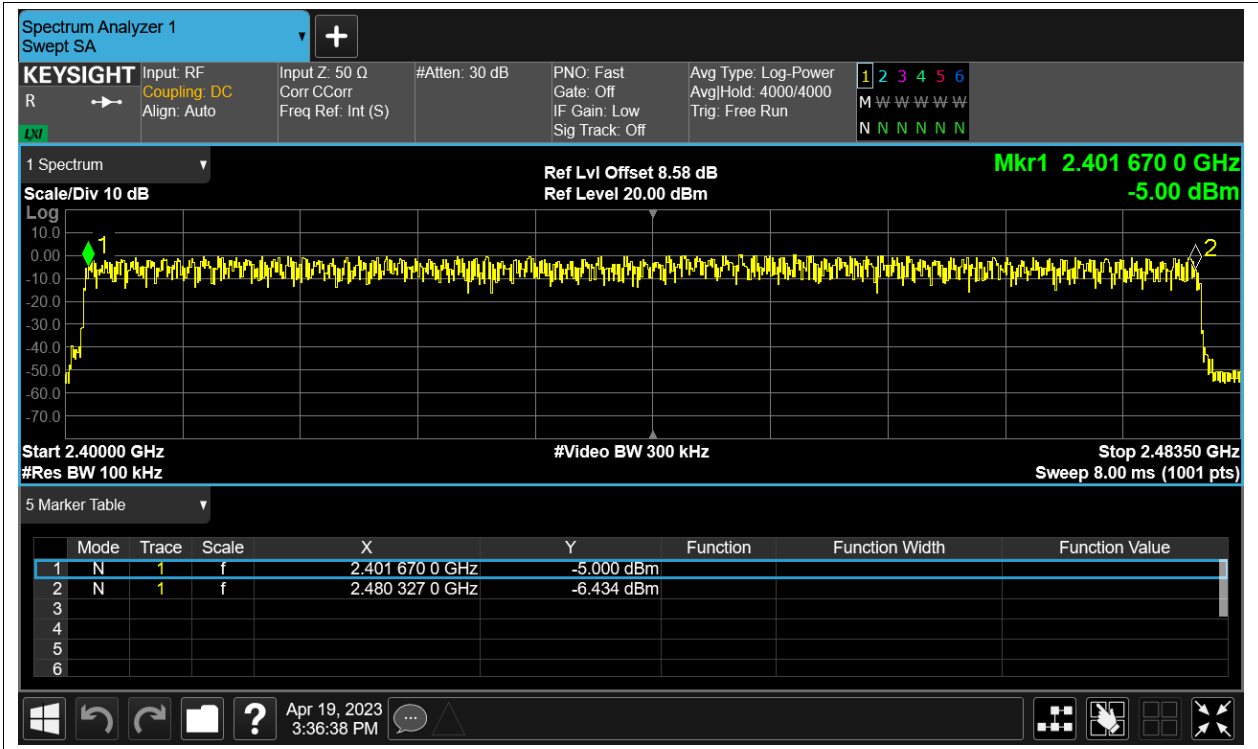 Spectrum Analyzer 1
Swept SA
+
KEYSIGHT Input: RF Input Z: 50 Ω #Atten: 30 dB PNO: Fast Avg Type: Log-Power 1 2 3 4 5 6
R Coupling: DC Corr CCorr Gate: Off Avg|Hold: 4000/4000 M W W W W W
Align: Auto Freq Ref: Int (S) IF Gain: Low Trig: Free Run
LXI Sig Track: Off N N N N N N
1 Spectrum Ref Lvl Offset 8.58 dB Mkr1 2.401 670 0 GHz
Scale/Div 10 dB Ref Level 20.00 dBm -5.00 dBm
Log
10.0
1 2
0.00
-10.0
-20.0
-30.0
-40.0
-50.0
-60.0
-70.0
Start 2.40000 GHz #Video BW 300 kHz Stop 2.48350 GHz
#Res BW 100 kHz Sweep 8.00 ms (1001 pts)
5 Marker Table
Mode Trace Scale X Y Function Function Width Function Value
1 N 1 f 2.401 670 0 GHz -5.000 dBm
2 N 1 f 2.480 327 0 GHz -6.434 dBm
3
4
5
6
? Apr 19, 2023
3:36:38 PM